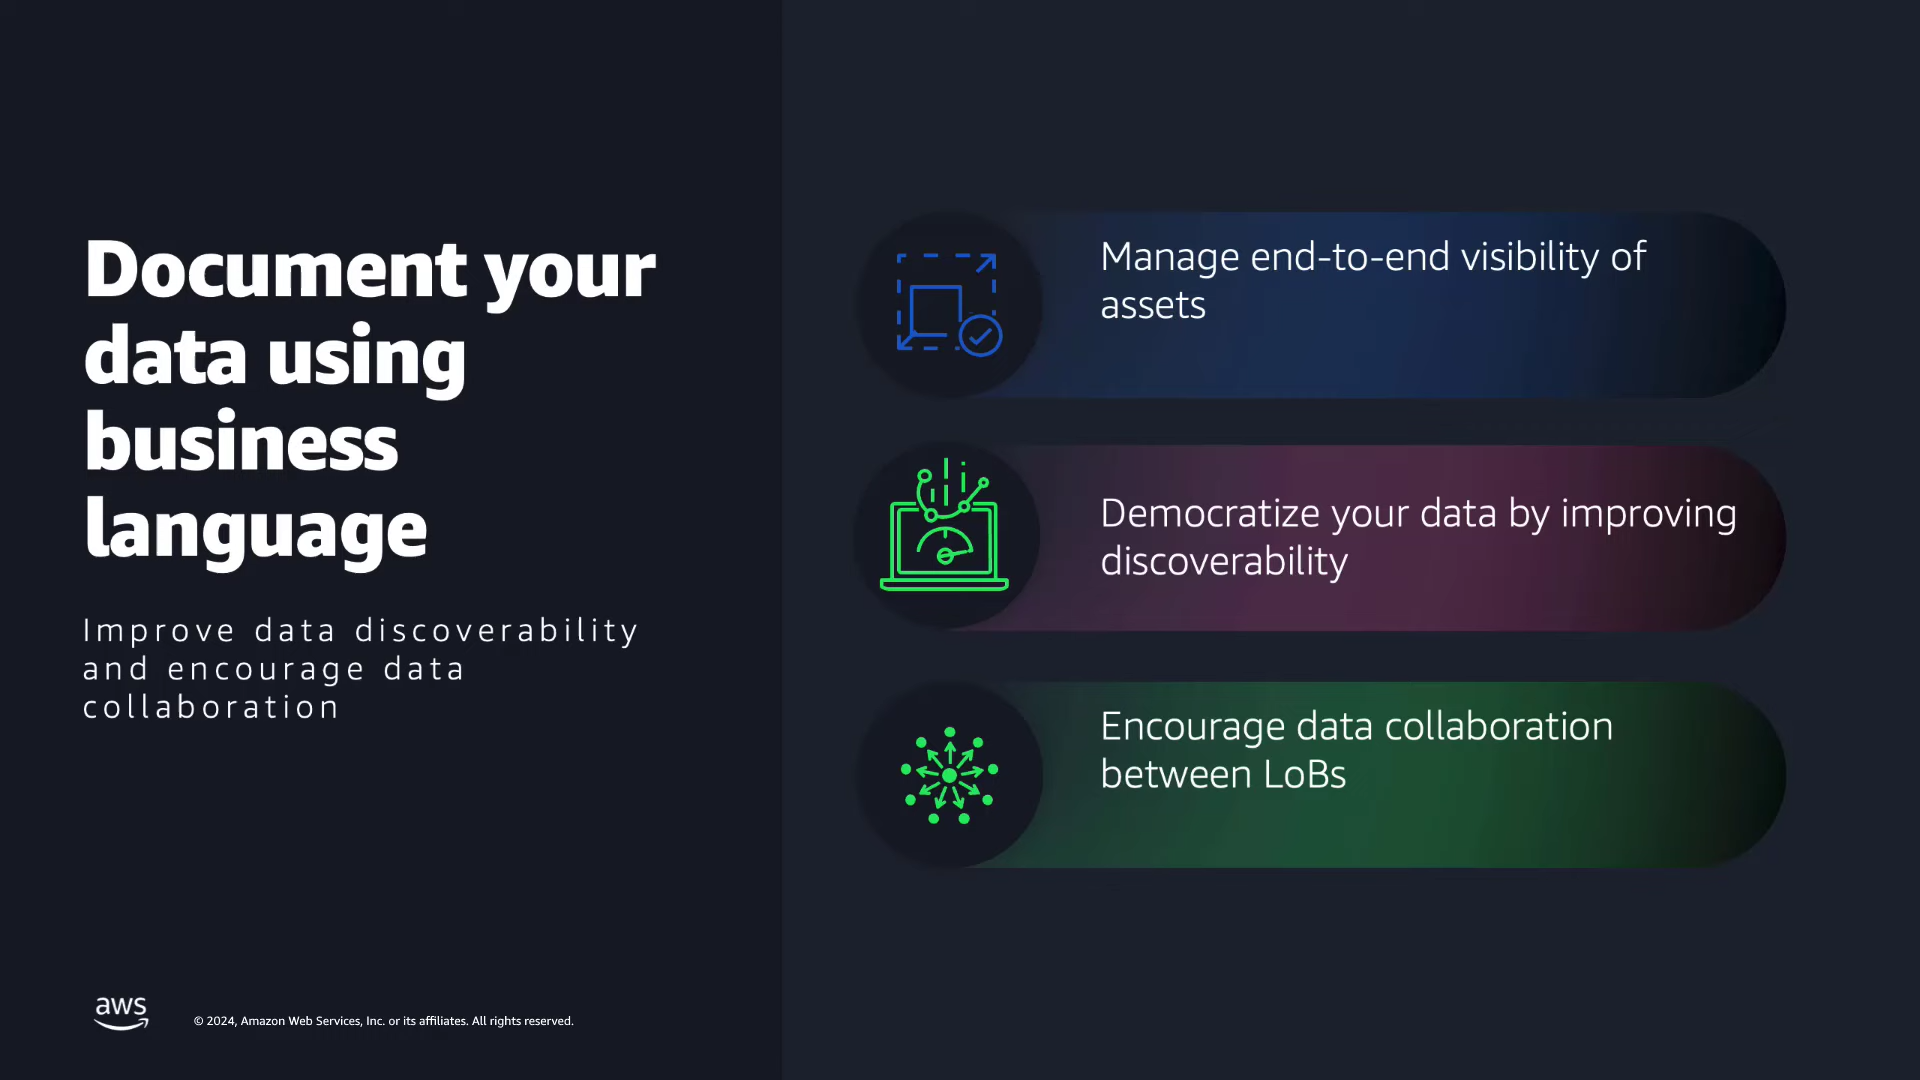 Document your
data using
business
language
Improve data discoverability
and encourage data
collaboration
Manage end-to-end visibility of
assets
Democratize your data by improving
discoverability
Encourage data collaboration
between LoBs
aws
© 2024, Amazon Web Services, Inc. or its affiliates. All rights reserved.